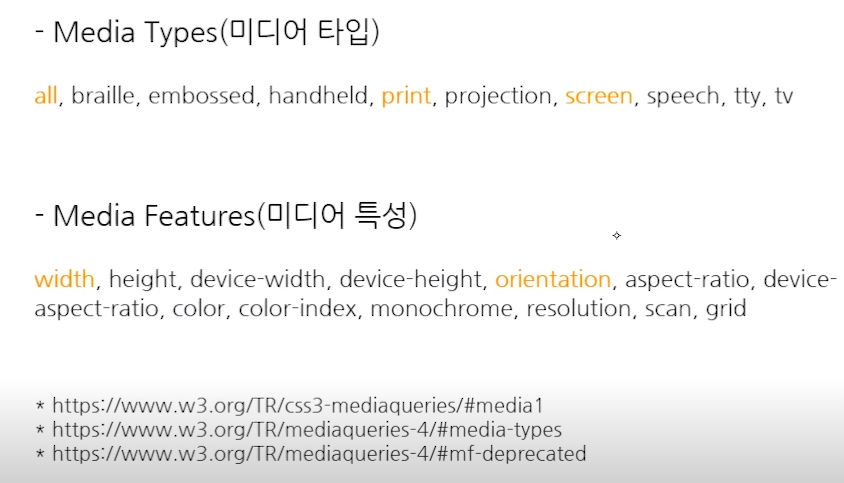 - Media Types(미디어 타입)
all, braille, embossed, handheld, print, projection, screen, speech, tty, tv
- Media Features(미디어 특성)
width, height, device-width, device-height, orientation, aspect-ratio, device-
aspect-ratio, color, color-index, monochrome, resolution, scan, grid
* https://www.w3.org/TR/css3-mediaqueries/#media1
* https://www.w3.org/TR/mediaqueries-4/#media-types
* https://www.w3.org/TR/mediaqueries-4/#mf-deprecated